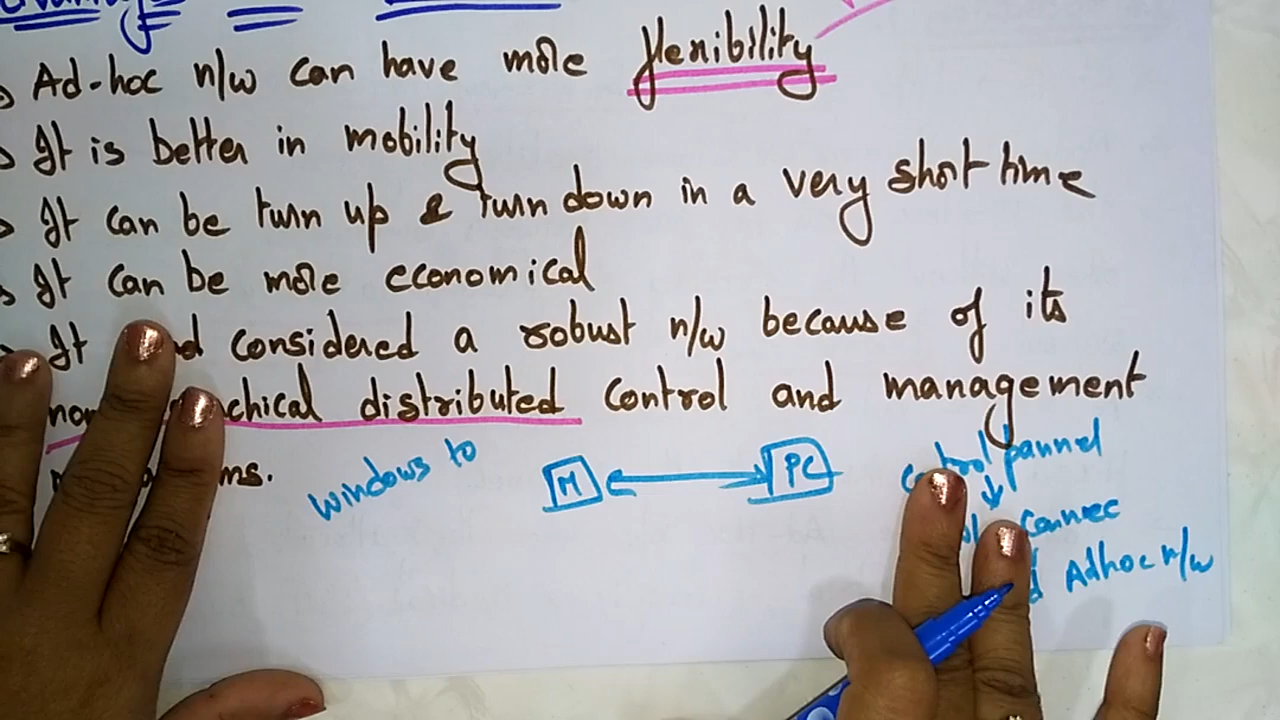 Ad-hoc n/w can have more flexibility
It is better in mobility
It can be turn up & turn down in a very short time
It can be more economical
It considered a robust n/w because of its
distributed control and management
windows to M PC pannel
Connec
Adhoc n/w